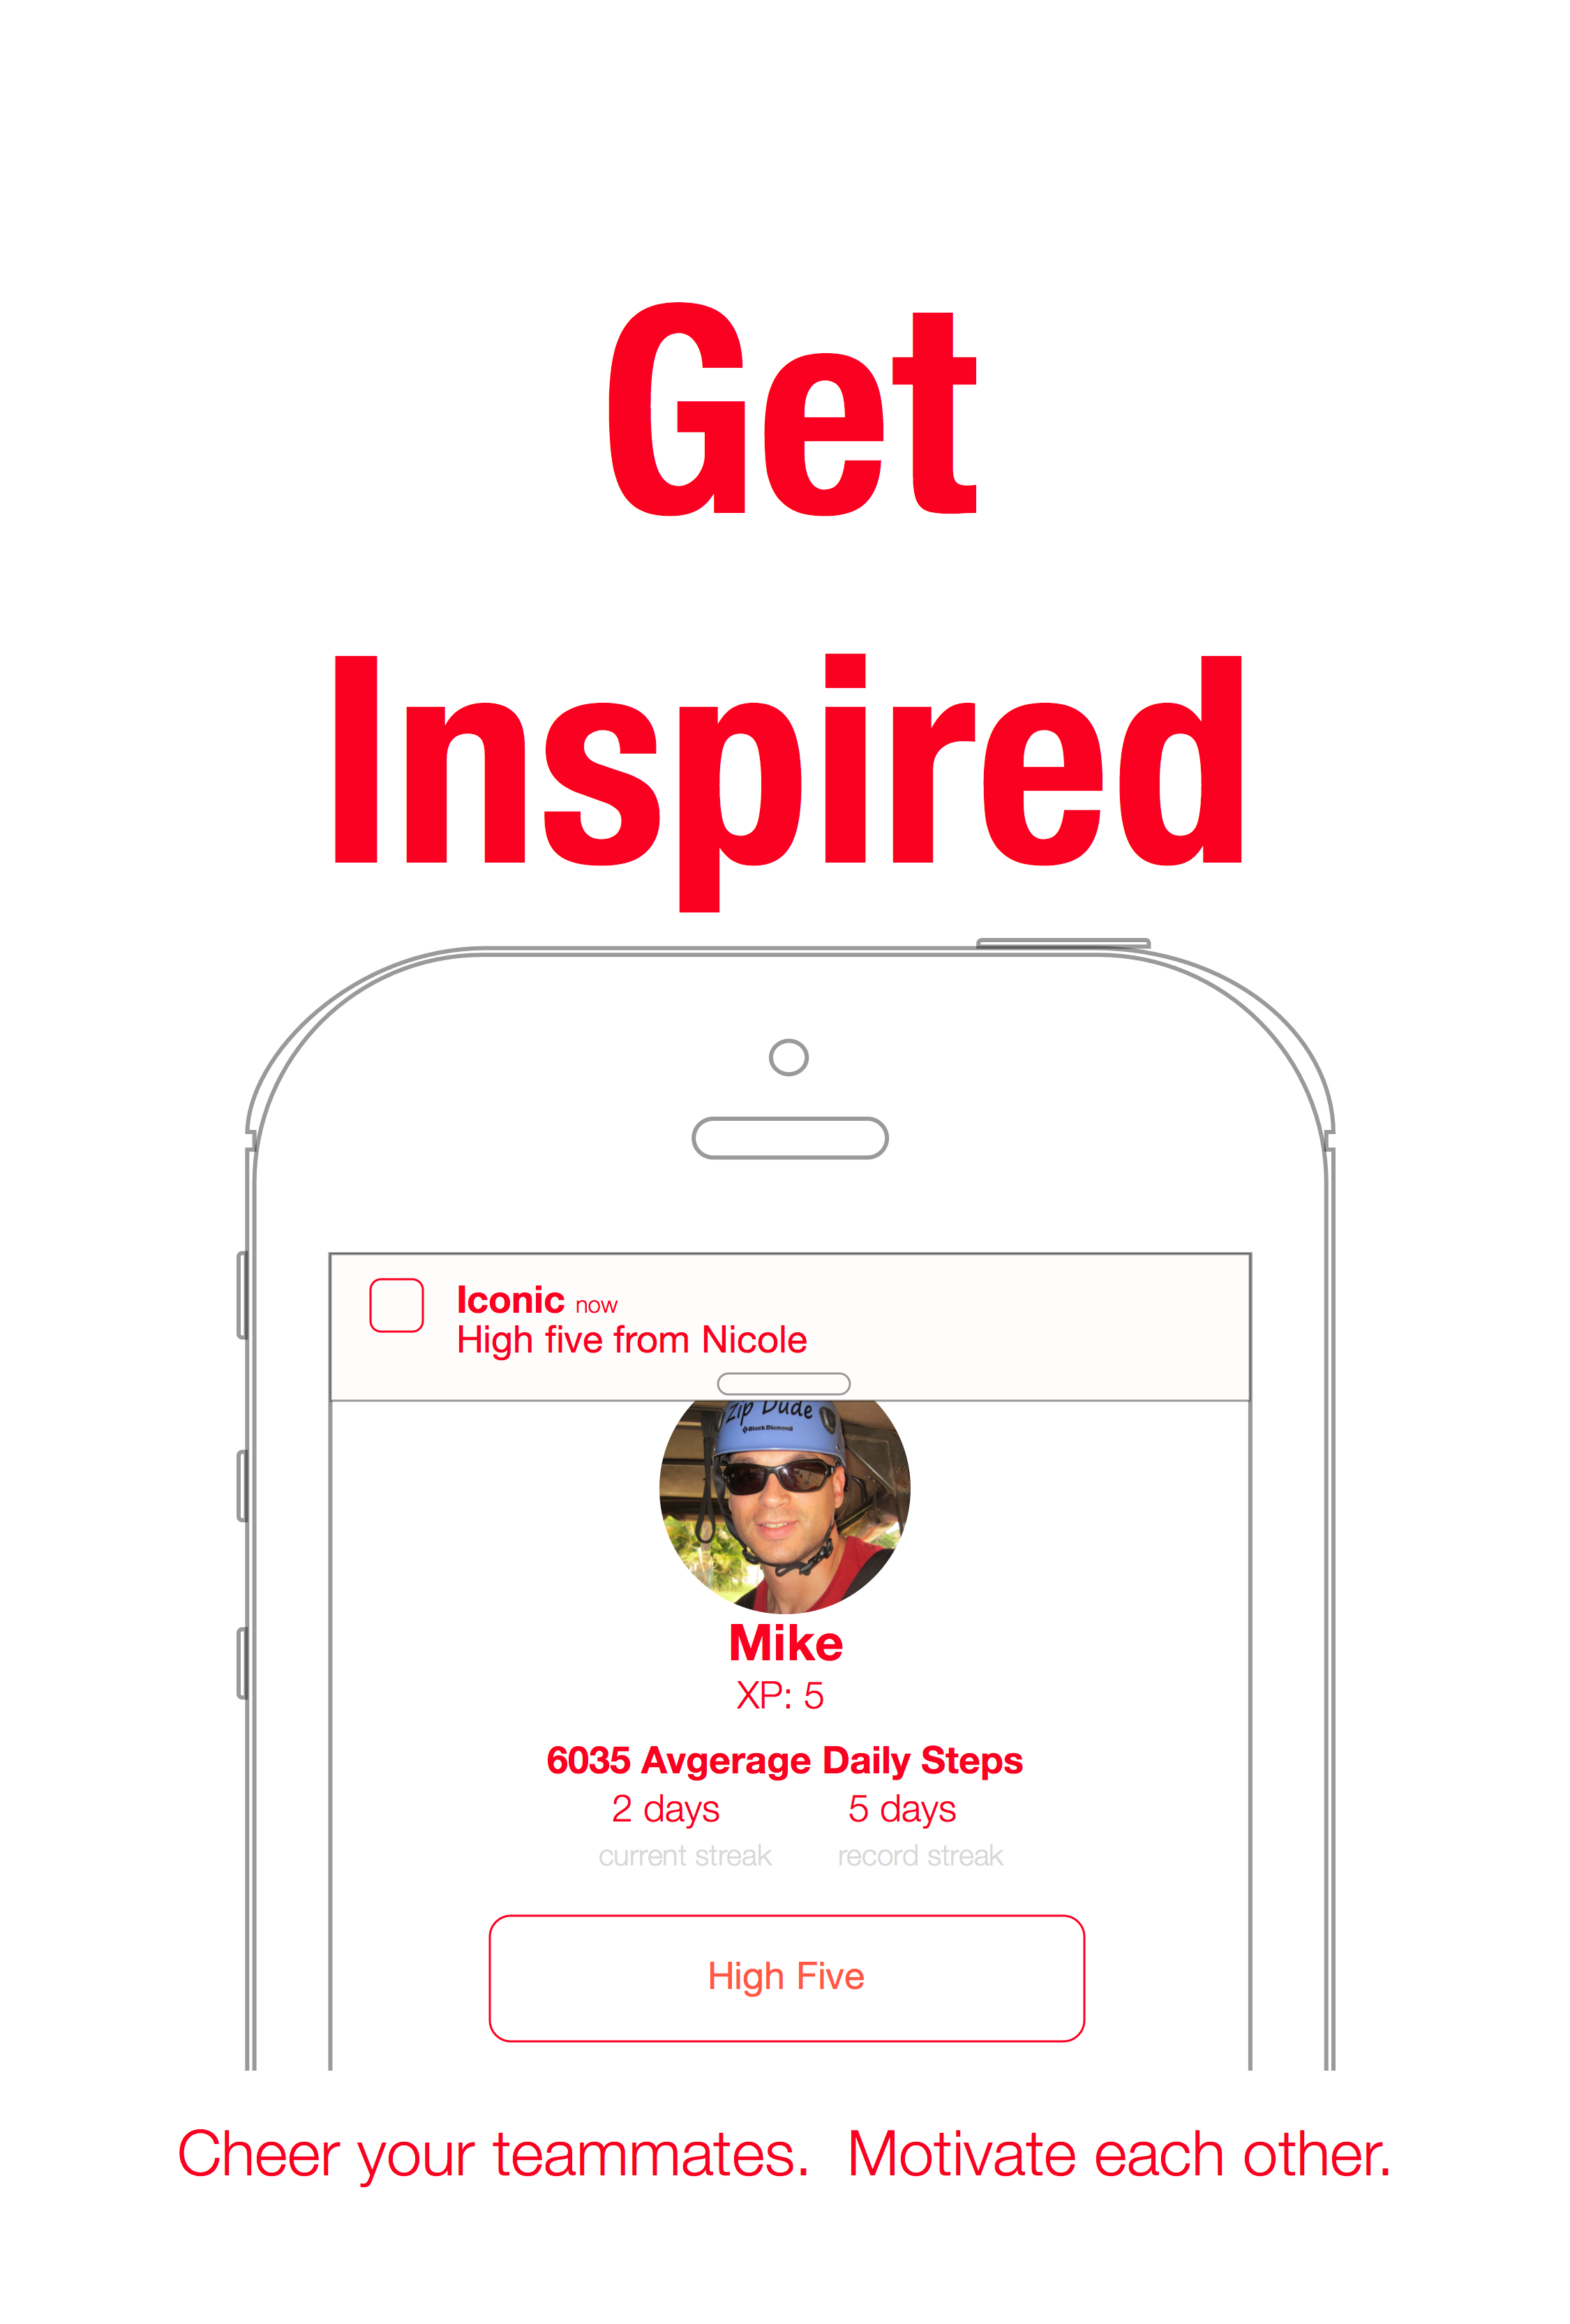 Get
Inspired
Iconic now
High five from Nicole
Zip Dude
Black Diamond
Mike
XP: 5
6035 Avgerage Daily Steps
2 days 5 days
current streak record streak
High Five
Cheer your teammates. Motivate each other.